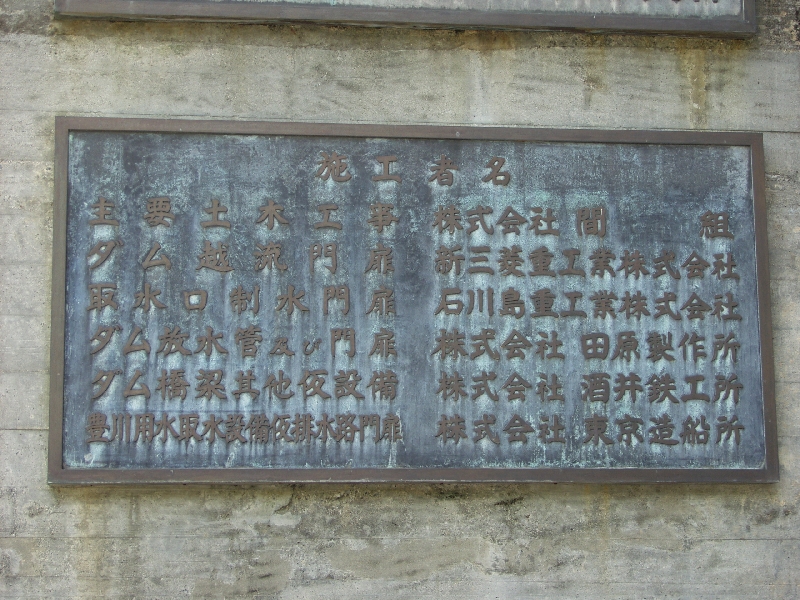 施工者名
主要土木工事 株式会社 間組
ダム越流門扉 新三菱重工業株式会社
取水口制水門扉 石川島重工業株式会社
ダム放水管及び門扉 株式会社 田原製作所
ダム橋梁其他仮設備 株式会社 酒井鉄工所
豊川用水取水設備仮排水路門扉 株式会社 東京造船所